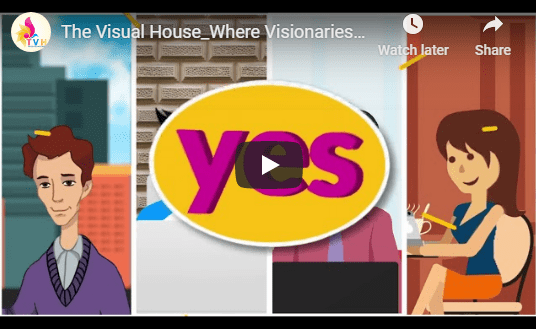 TVH
The Visual House_Where Visionaries...
Watch later
Share
yes